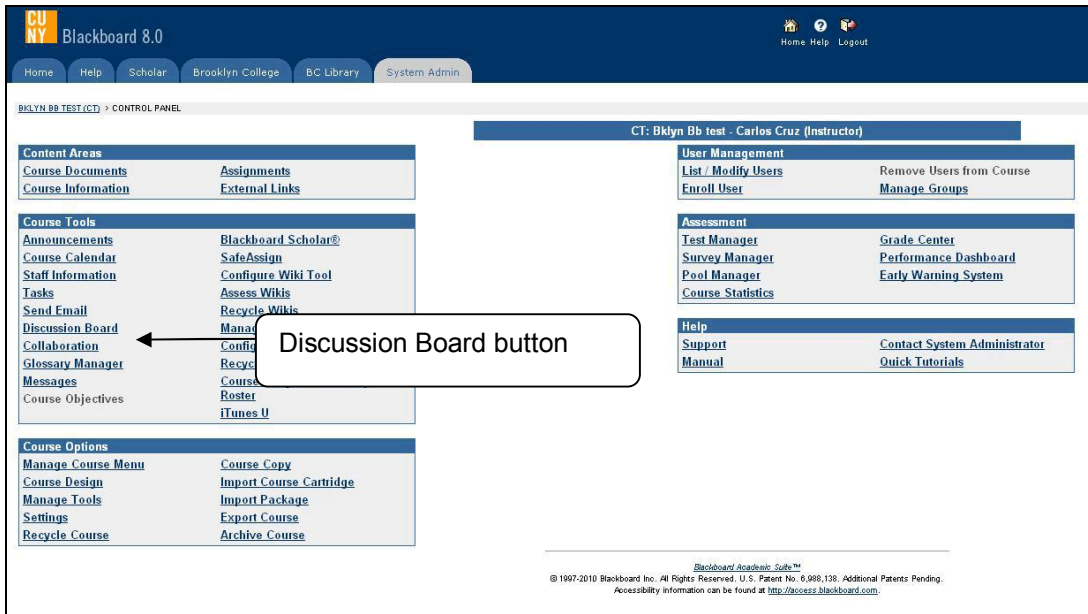 CU
NY Blackboard 8.0
Home Help Logout
Home Help Scholar Brooklyn College BC Library System Admin
BKLYN BB TEST (CT) > CONTROL PANEL
CT: Bklyn Bb test - Carlos Cruz (Instructor)
Content Areas
Course Documents Assignments
Course Information External Links
Course Tools
Announcements Blackboard Scholar®
Course Calendar SafeAssign
Staff Information Configure Wiki Tool
Tasks Assess Wikis
Send Email Recycle Wikis
Discussion Board
Collaboration
Glossary Manager
Messages Course
Course Objectives Roster
iTunes U
Discussion Board button
Course Options
Manage Course Menu Course Copy
Course Design Import Course Cartridge
Manage Tools Import Package
Settings Export Course
Recycle Course Archive Course
User Management
List / Modify Users Remove Users from Course
Enroll User Manage Groups
Assessment
Test Manager Grade Center
Survey Manager Performance Dashboard
Pool Manager Early Warning System
Course Statistics
Help
Support Contact System Administrator
Manual Quick Tutorials
Blackboard Academic Suite™
© 1997-2010 Blackboard Inc. All Rights Reserved. U.S. Patent No. 6,988,138. Additional Patents Pending.
Accessibility information can be found at http://access.blackboard.com.